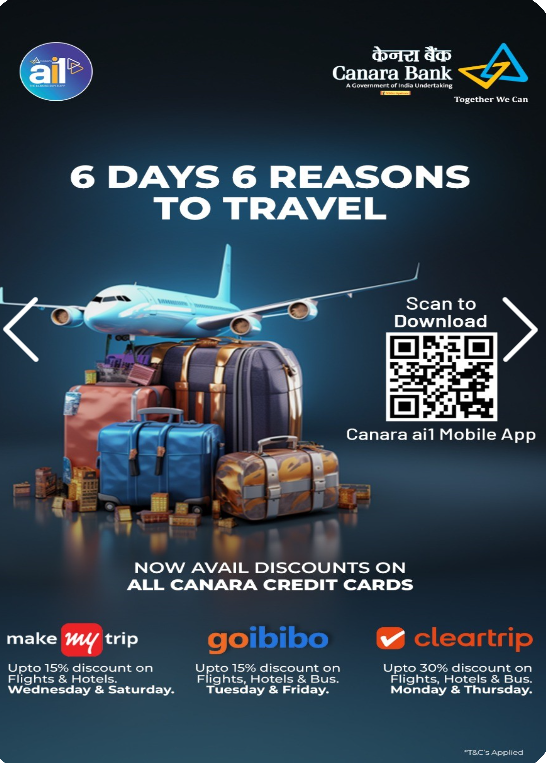 ai1
केनरा बैंक
Canara Bank
A Government of India Undertaking
Together We Can
6 DAYS 6 REASONS
TO TRAVEL
Scan to
Download
Canara ai1 Mobile App
NOW AVAIL DISCOUNTS ON
ALL CANARA CREDIT CARDS
make my trip
Upto 15% discount on
Flights & Hotels.
Wednesday & Saturday.
goibibo
Upto 15% discount on
Flights, Hotels & Bus.
Tuesday & Friday.
cleartrip
Upto 30% discount on
Flights, Hotels & Bus.
Monday & Thursday.
*T&C's Applied